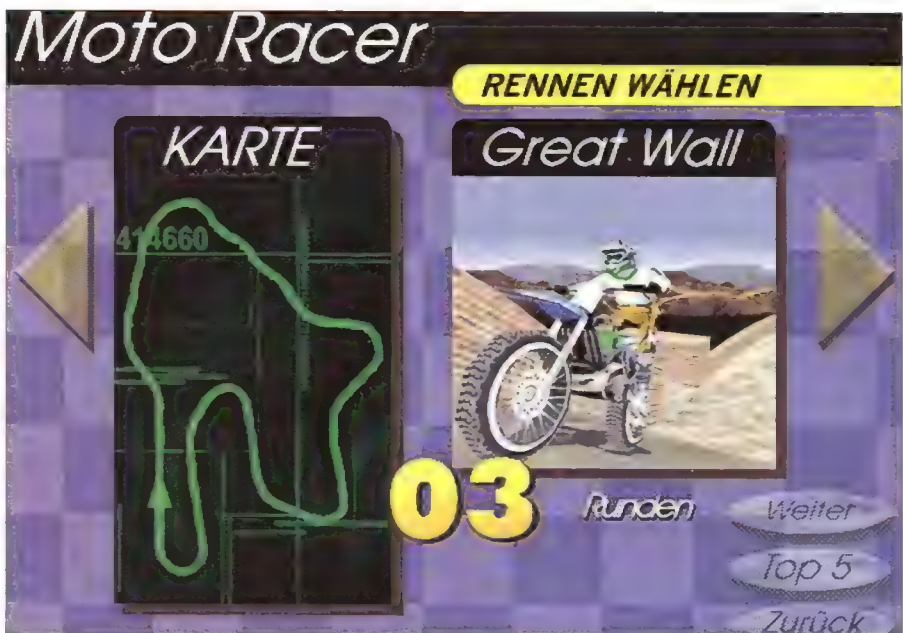 Moto Racer
RENNEN WÄHLEN
KARTE
Great Wall
414660
03
Runden
Weiter
Top 5
Zurück